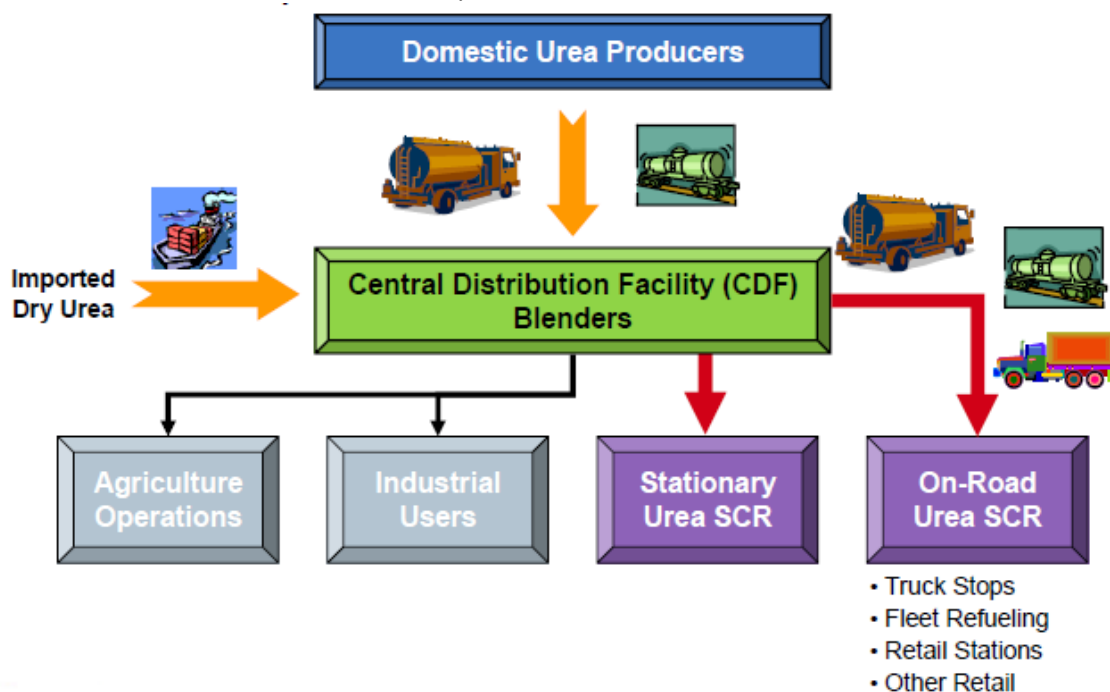 Domestic Urea Producers
Imported
Dry Urea
Central Distribution Facility (CDF)
Blenders
Agriculture
Operations
Industrial
Users
Stationary
Urea SCR
On-Road
Urea SCR
• Truck Stops
• Fleet Refueling
• Retail Stations
• Other Retail